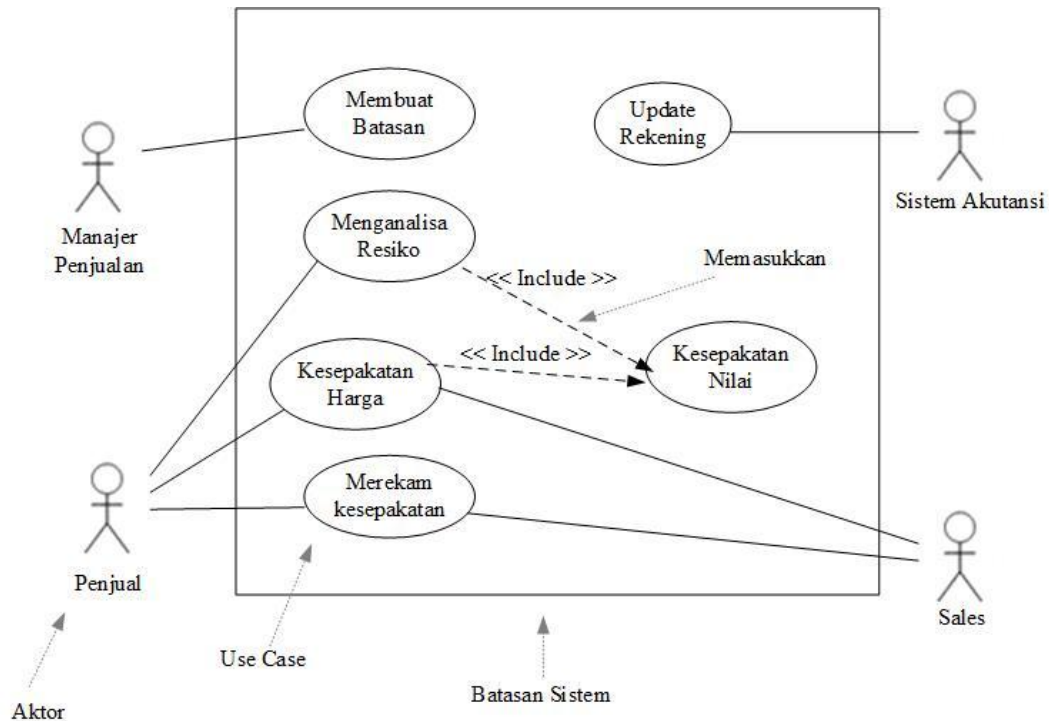 Membuat
Batasan
Update
Rekening
Manajer
Penjualan
Sistem Akutansi
Menganalisa
Resiko
<< Include >>
Memasukkan
<< Include >>
Kesepakatan
Harga
Kesepakatan
Nilai
Merekam
kesepakatan
Penjual
Sales
Use Case
Batasan Sistem
Aktor